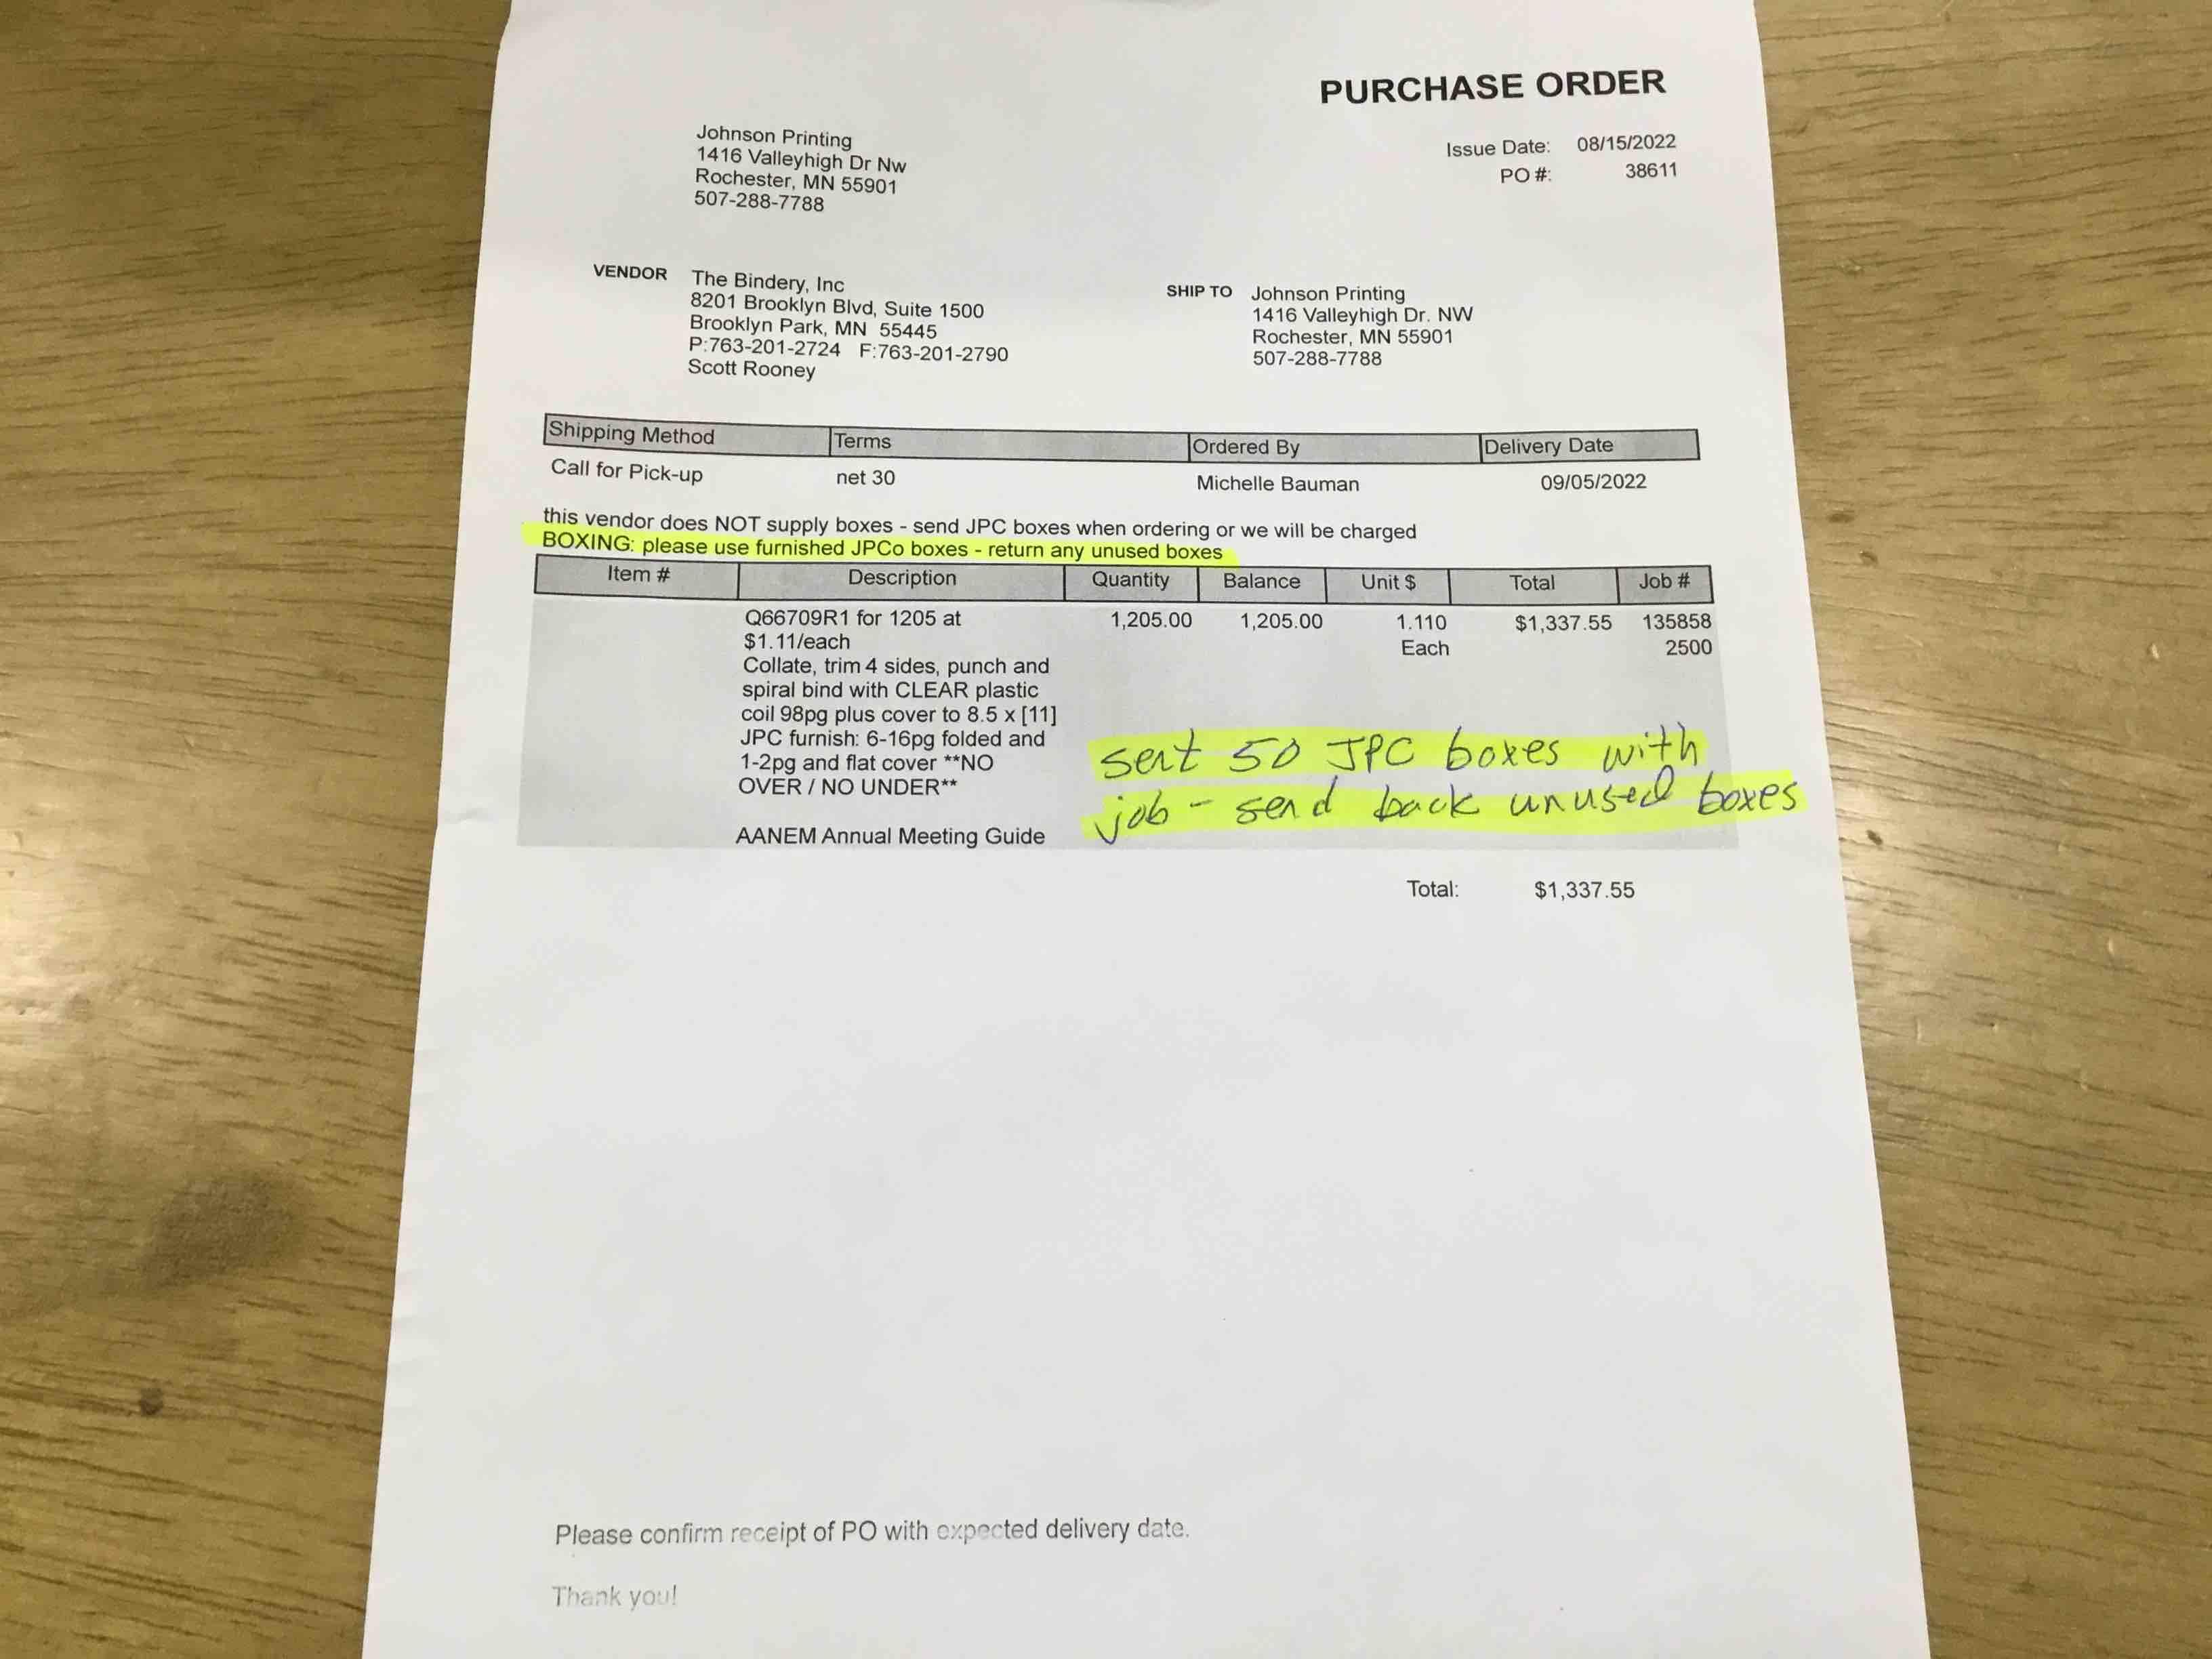 PURCHASE ORDER
Johnson Printing
1416 Valleyhigh Dr Nw
Rochester, MN 55901
507-288-7788
Issue Date: 08/15/2022
PO #: 38611
VENDOR The Bindery, Inc
8201 Brooklyn Blvd, Suite 1500
Brooklyn Park, MN 55445
P:763-201-2724 F:763-201-2790
Scott Rooney
SHIP TO Johnson Printing
1416 Valleyhigh Dr. NW
Rochester, MN 55901
507-288-7788
Shipping Method Terms Ordered By Delivery Date
Call for Pick-up net 30 Michelle Bauman 09/05/2022
this vendor does NOT supply boxes - send JPC boxes when ordering or we will be charged
BOXING: please use furnished JPCo boxes - return any unused boxes
Item # Description Quantity Balance Unit $ Total Job #
Q66709R1 for 1205 at 1,205.00 1,205.00 1.110 $1,337.55 135858
$1.11/each Each 2500
Collate, trim 4 sides, punch and
spiral bind with CLEAR plastic
coil 98pg plus cover to 8.5 x [11]
JPC furnish: 6-16pg folded and
1-2pg and flat cover **NO
OVER / NO UNDER**
AANEM Annual Meeting Guide
sent 50 JPC boxes with
job - send back unused boxes
Total: $1,337.55
Please confirm receipt of PO with expected delivery date.
Thank you!